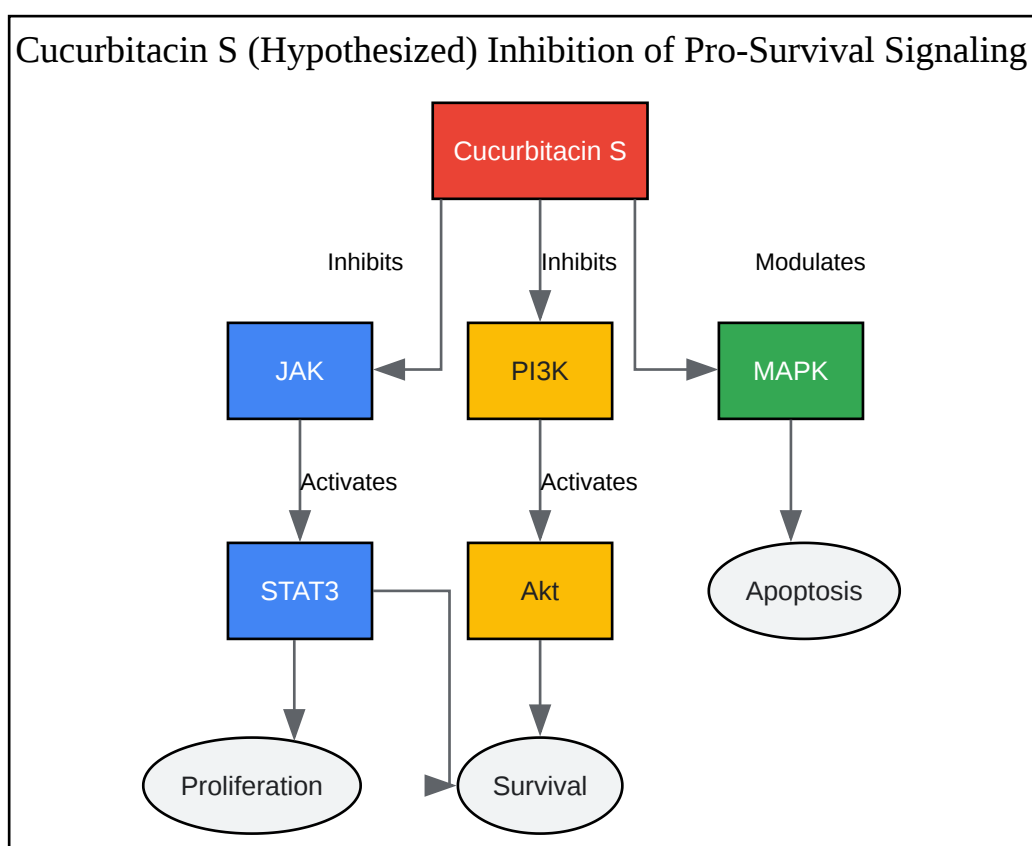 Cucurbitacin S (Hypothesized) Inhibition of Pro-Survival Signaling
Cucurbitacin S
Inhibits
Inhibits
Modulates
JAK
PI3K
MAPK
Activates
Activates
STAT3
Akt
Apoptosis
Proliferation
Survival